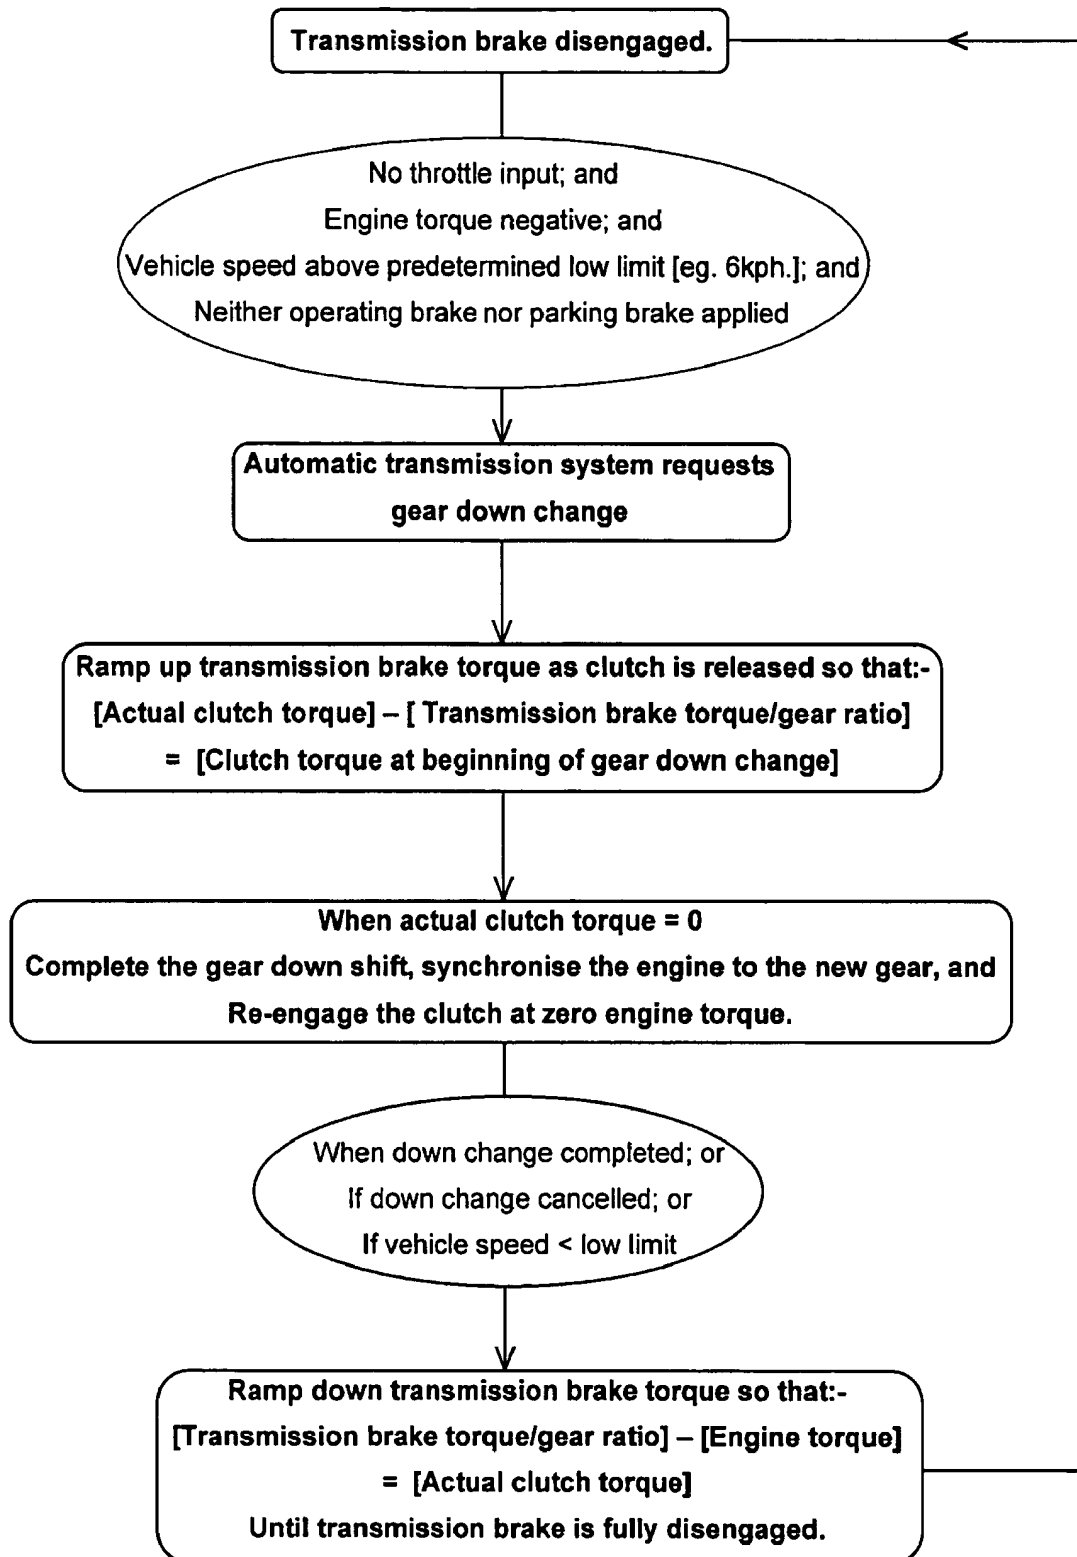 Transmission brake disengaged.
No throttle input; and
Engine torque negative; and
Vehicle speed above predetermined low limit [eg. 6kph.]; and
Neither operating brake nor parking brake applied
Automatic transmission system requests
gear down change
Ramp up transmission brake torque as clutch is released so that:-
[Actual clutch torque] – [ Transmission brake torque/gear ratio]
= [Clutch torque at beginning of gear down change]
When actual clutch torque = 0
Complete the gear down shift, synchronise the engine to the new gear, and
Re-engage the clutch at zero engine torque.
When down change completed; or
If down change cancelled; or
If vehicle speed < low limit
Ramp down transmission brake torque so that:-
[Transmission brake torque/gear ratio] – [Engine torque]
= [Actual clutch torque]
Until transmission brake is fully disengaged.